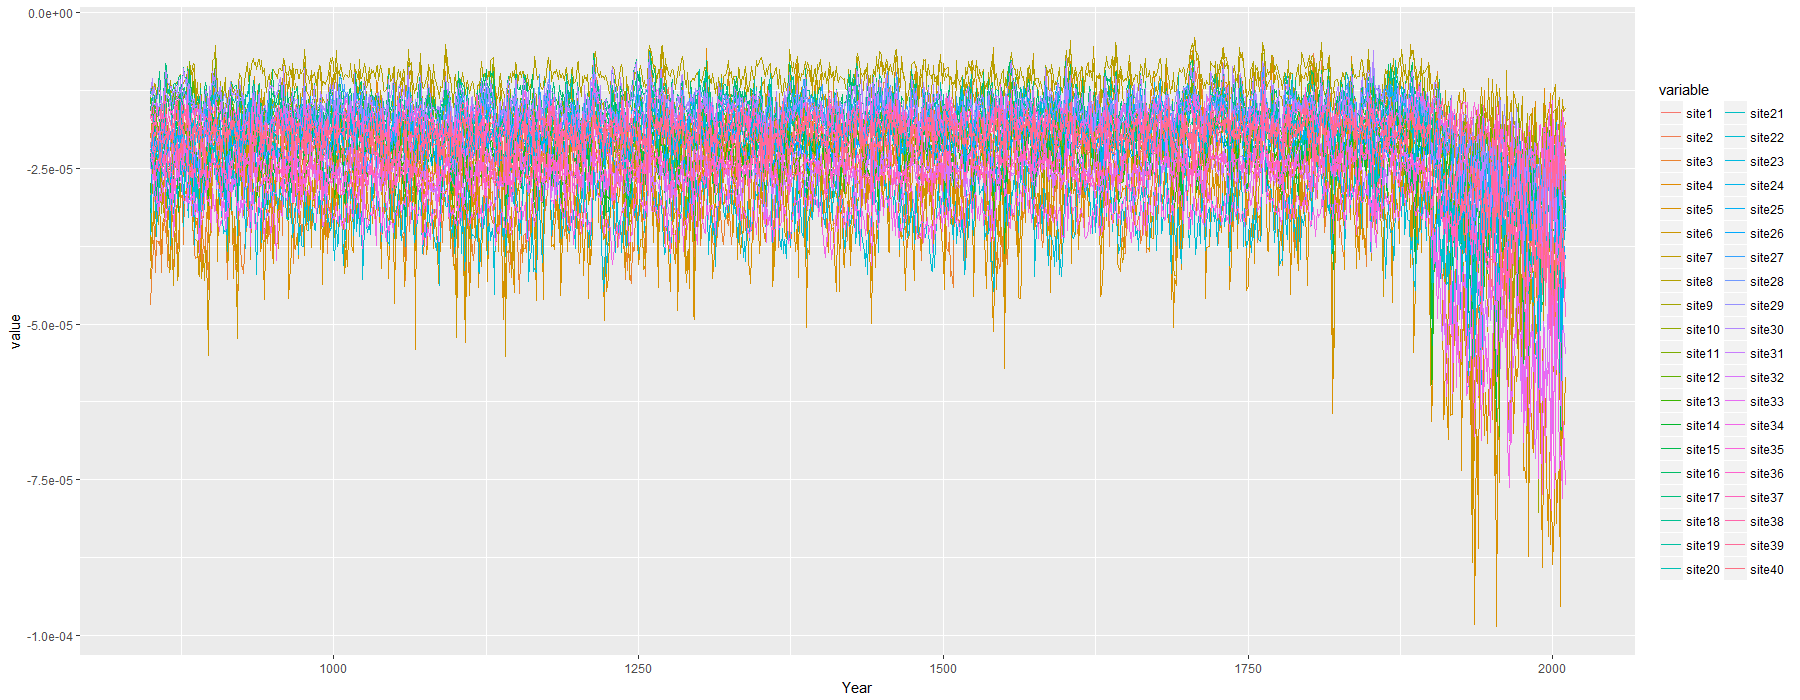 0.0e+00
-2.5e-05
-5.0e-05
-7.5e-05
-1.0e-04
value
1000 1250 1500 1750 2000
Year
variable
site1 site21
site2 site22
site3 site23
site4 site24
site5 site25
site6 site26
site7 site27
site8 site28
site9 site29
site10 site30
site11 site31
site12 site32
site13 site33
site14 site34
site15 site35
site16 site36
site17 site37
site18 site38
site19 site39
site20 site40